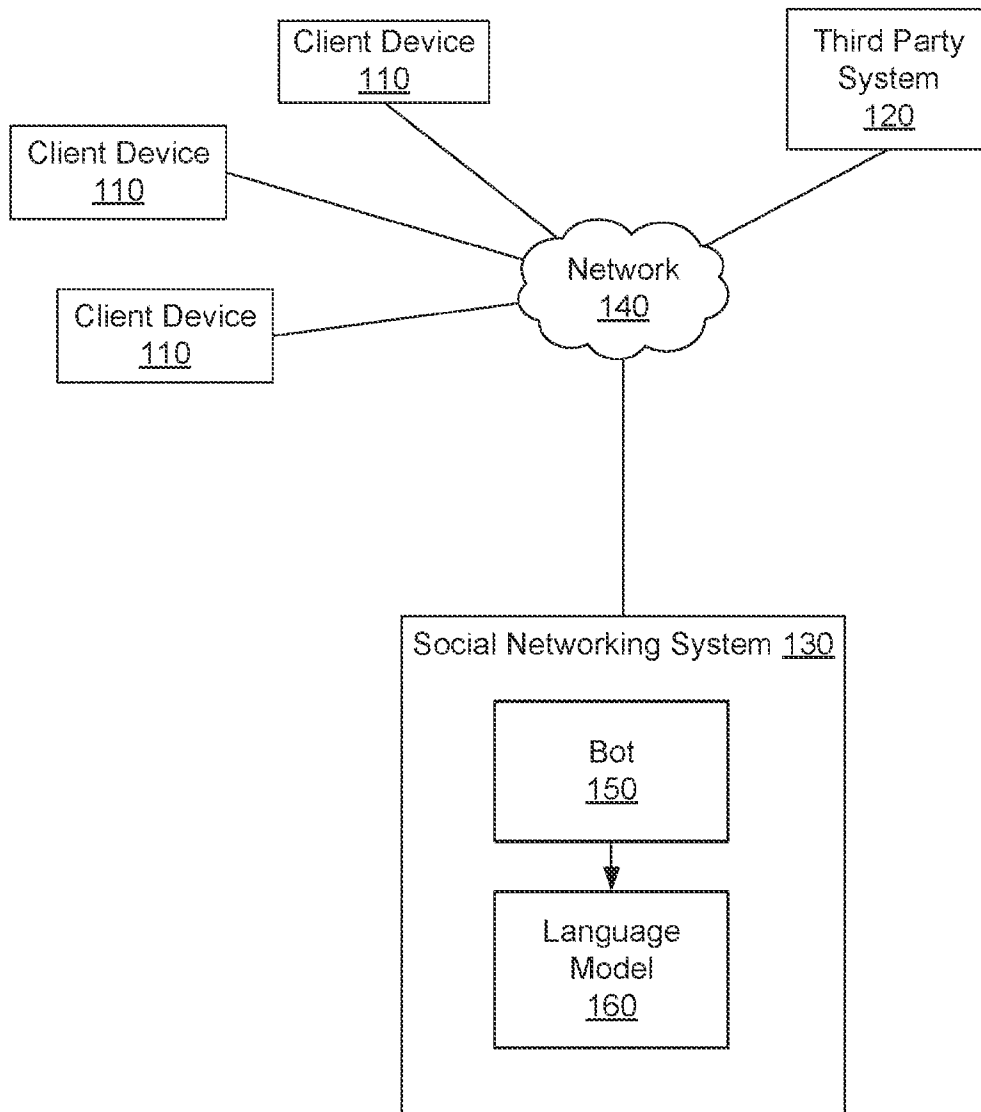 Client Device
110
Third Party
System
120
Client Device
110
Network
140
Client Device
110
Social Networking System 130
Bot
150
Language
Model
160